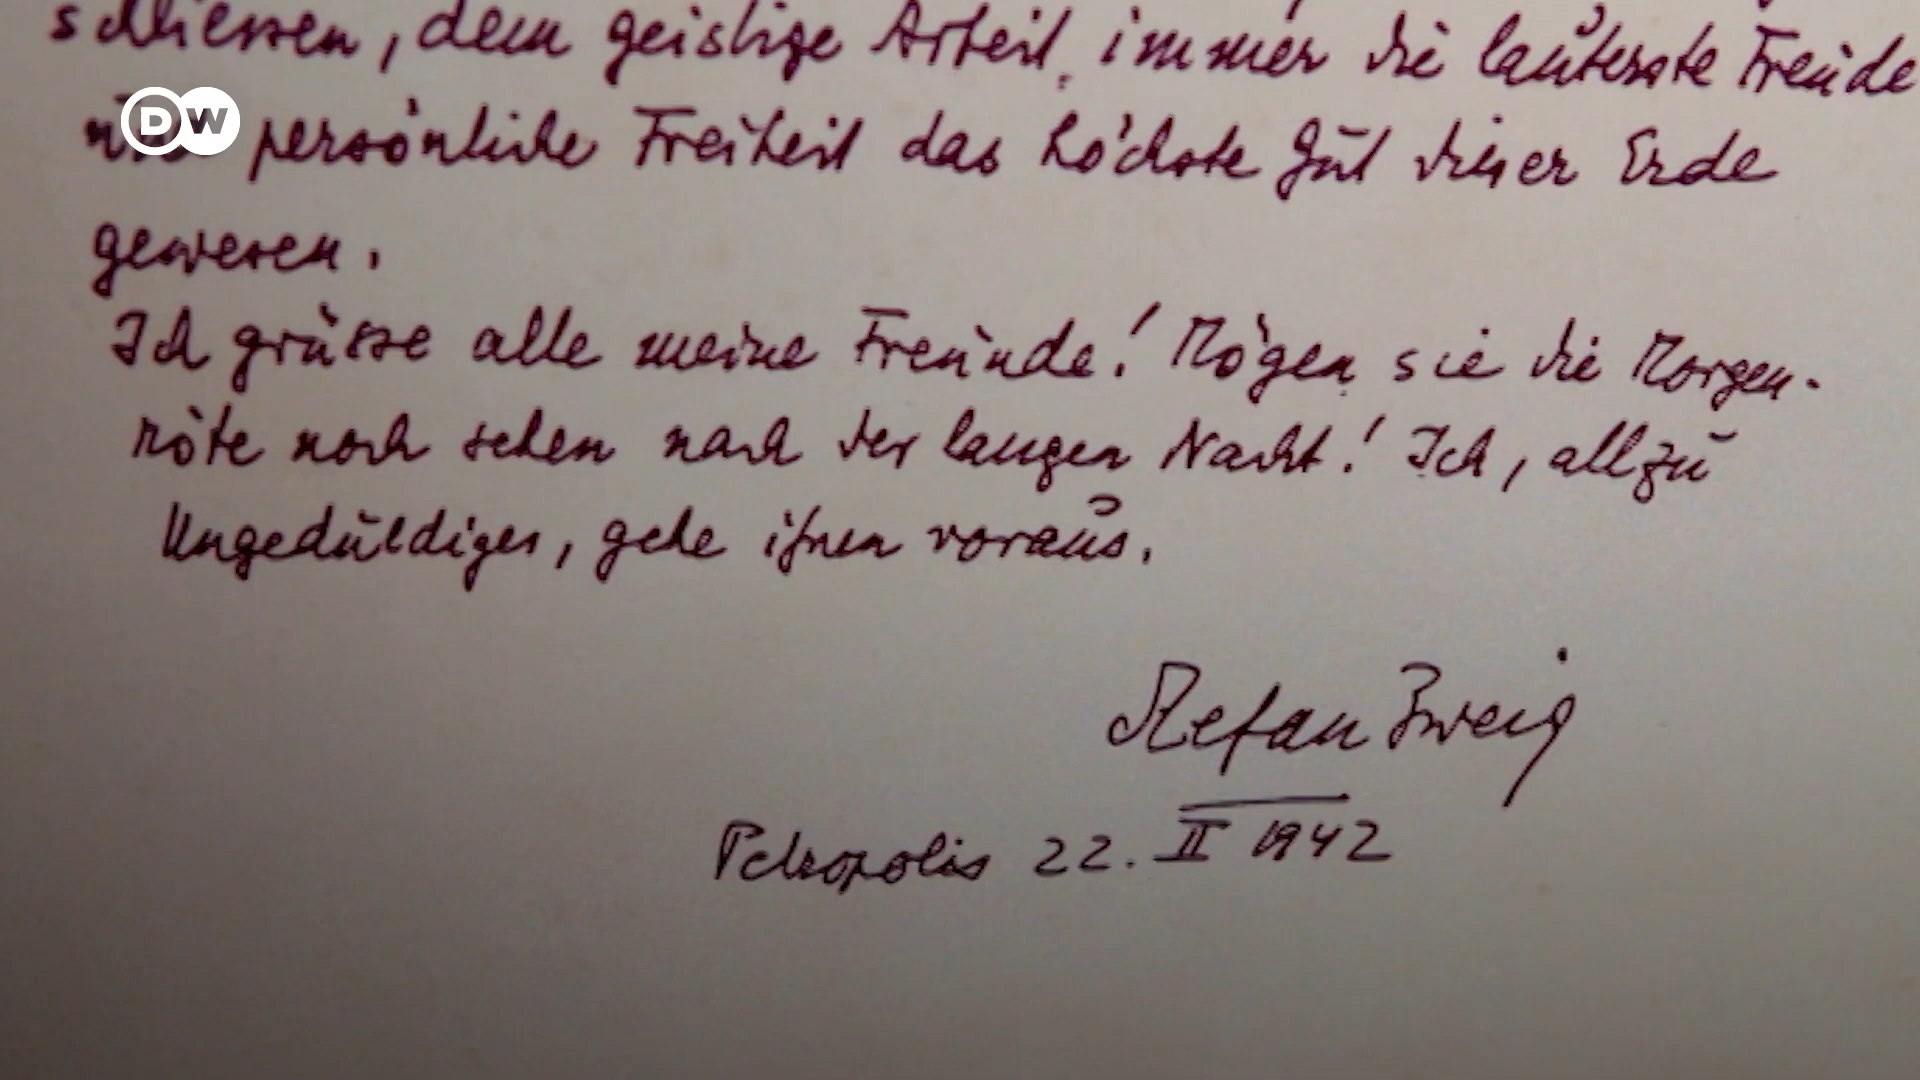 schliessen, dem geistige Arbeit immer die lauterste Freude
DW
und persönliche Freiheit das höchste Gut dieser Erde
gewesen.
Ich grüsse alle meine Freunde! Mögen sie die Morgen-
röte noch sehen nach der langen Nacht! Ich, allzu
Ungeduldiger, gehe ihnen voraus.
Stefan Zweig
Petropolis 22. II 1942